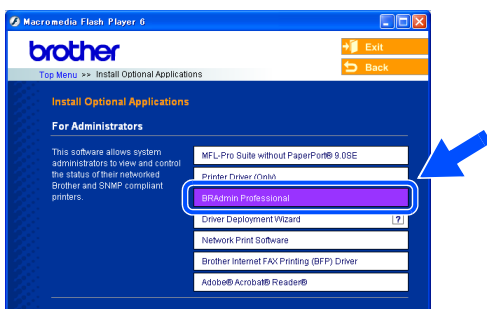 Macromedia Flash Player 6
brother
Exit
Back
Top Menu >> Install Optional Applications
Install Optional Applications
For Administrators
This software allows system
administrators to view and control
the status of their networked
Brother and SNMP compliant
printers.
MFL-Pro Suite without PaperPort® 9.0SE
Printer Driver (Only)
BRAdmin Professional
Driver Deployment Wizard
?
Network Print Software
Brother Internet FAX Printing (BFP) Driver
Adobe® Acrobat® Reader®